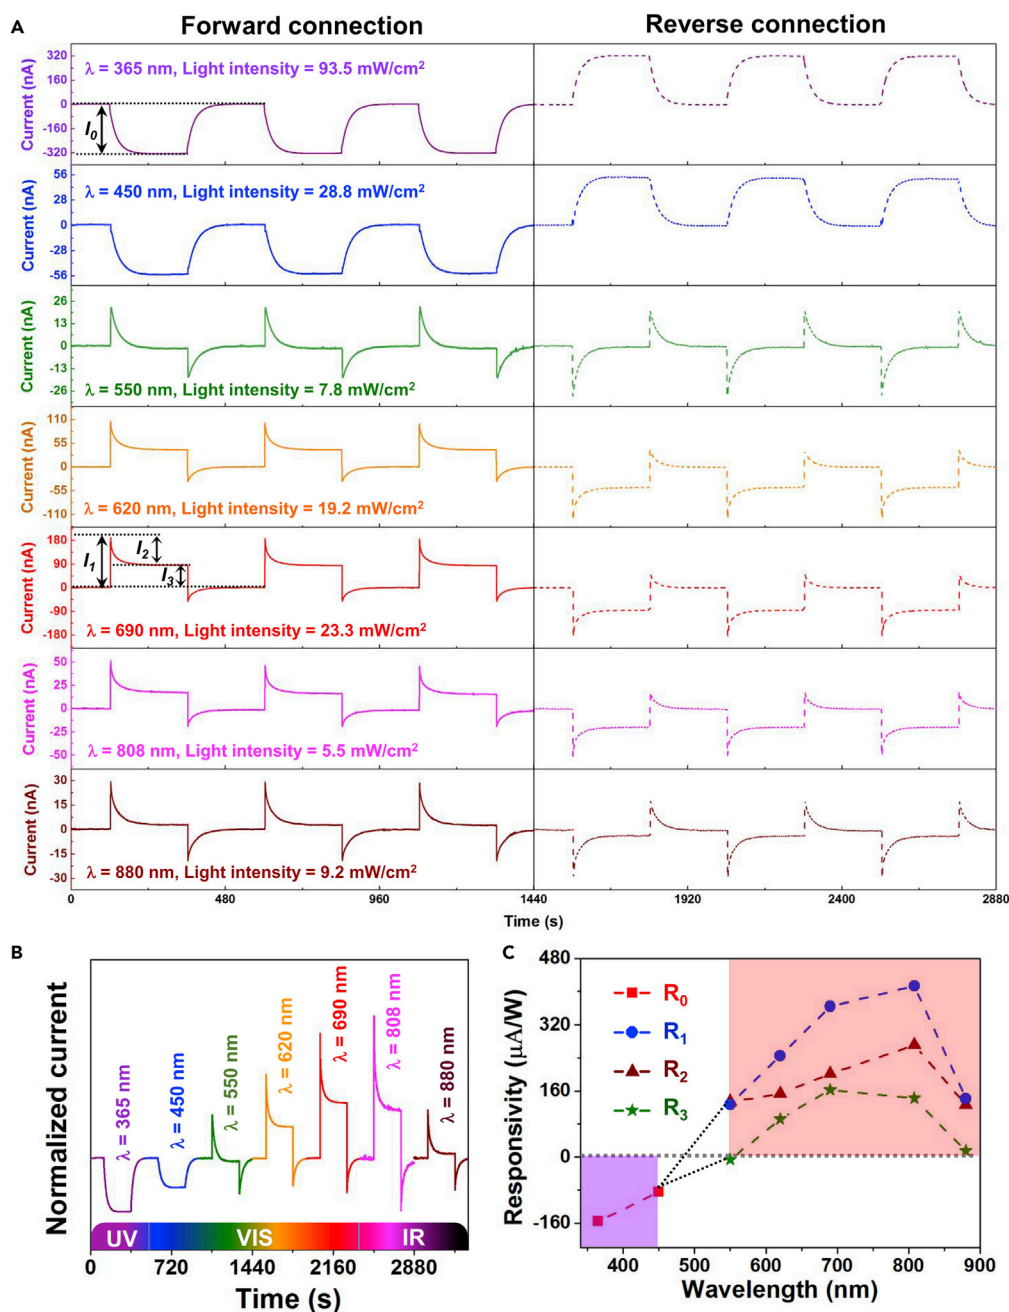 A
Forward connection
Reverse connection
Current (nA)
320
160
0
-160
-320
λ = 365 nm, Light intensity = 93.5 mW/cm²
I₀
Current (nA)
56
28
0
-28
-56
λ = 450 nm, Light intensity = 28.8 mW/cm²
Current (nA)
26
13
0
-13
-26
λ = 550 nm, Light intensity = 7.8 mW/cm²
Current (nA)
110
55
0
-55
-110
λ = 620 nm, Light intensity = 19.2 mW/cm²
Current (nA)
180
90
0
-90
-180
I₁
I₂
I₃
λ = 690 nm, Light intensity = 23.3 mW/cm²
Current (nA)
50
25
0
-25
-50
λ = 808 nm, Light intensity = 5.5 mW/cm²
Current (nA)
30
15
0
-15
-30
λ = 880 nm, Light intensity = 9.2 mW/cm²
0 480 960 1440 1920 2400 2880
Time (s)
B
Normalized current
λ = 365 nm
λ = 450 nm
λ = 550 nm
λ = 620 nm
λ = 690 nm
λ = 808 nm
λ = 880 nm
UV VIS IR
0 720 1440 2160 2880
Time (s)
C
Responsivity (μA/W)
480
320
160
0
-160
R₀
R₁
R₂
R₃
400 500 600 700 800 900
Wavelength (nm)